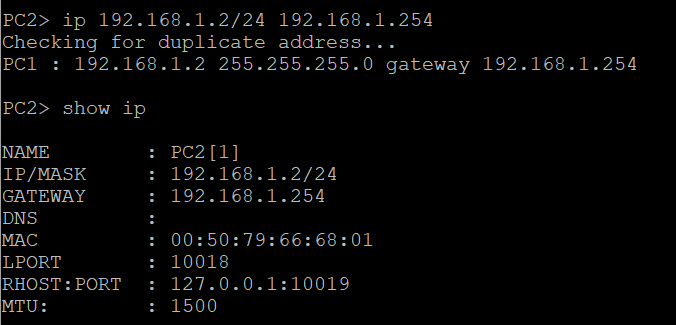 PC2> ip 192.168.1.2/24 192.168.1.254
Checking for duplicate address...
PC1 : 192.168.1.2 255.255.255.0 gateway 192.168.1.254
PC2> show ip
NAME : PC2[1]
IP/MASK : 192.168.1.2/24
GATEWAY : 192.168.1.254
DNS :
MAC : 00:50:79:66:68:01
LPORT : 10018
RHOST:PORT : 127.0.0.1:10019
MTU: : 1500